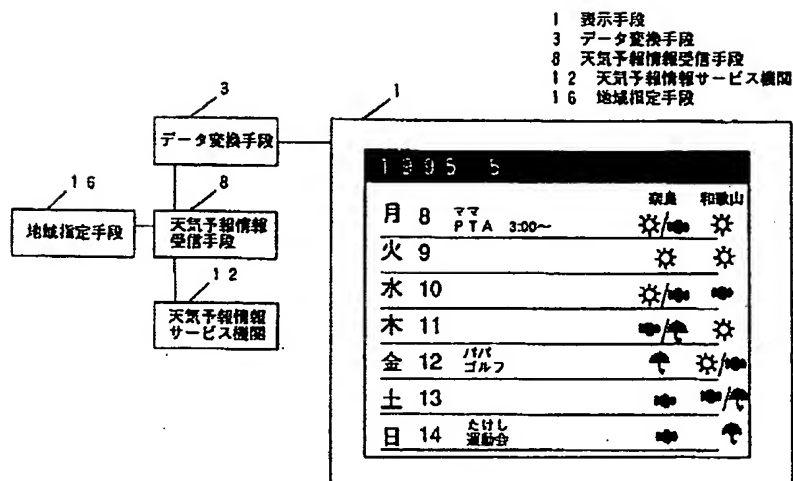 1 表示手段
3 データ変換手段
8 天気予報情報受信手段
12 天気予報情報サービス機関
16 地域指定手段
3
データ変換手段
1
16
地域指定手段
8
天気予報情報
受信手段
12
天気予報情報
サービス機関
1995 5
奈良 和歌山
月 8 ママ
PTA 3:00~
火 9
水 10
木 11
金 12 パパ
ゴルフ
土 13
日 14 たけし
運動会